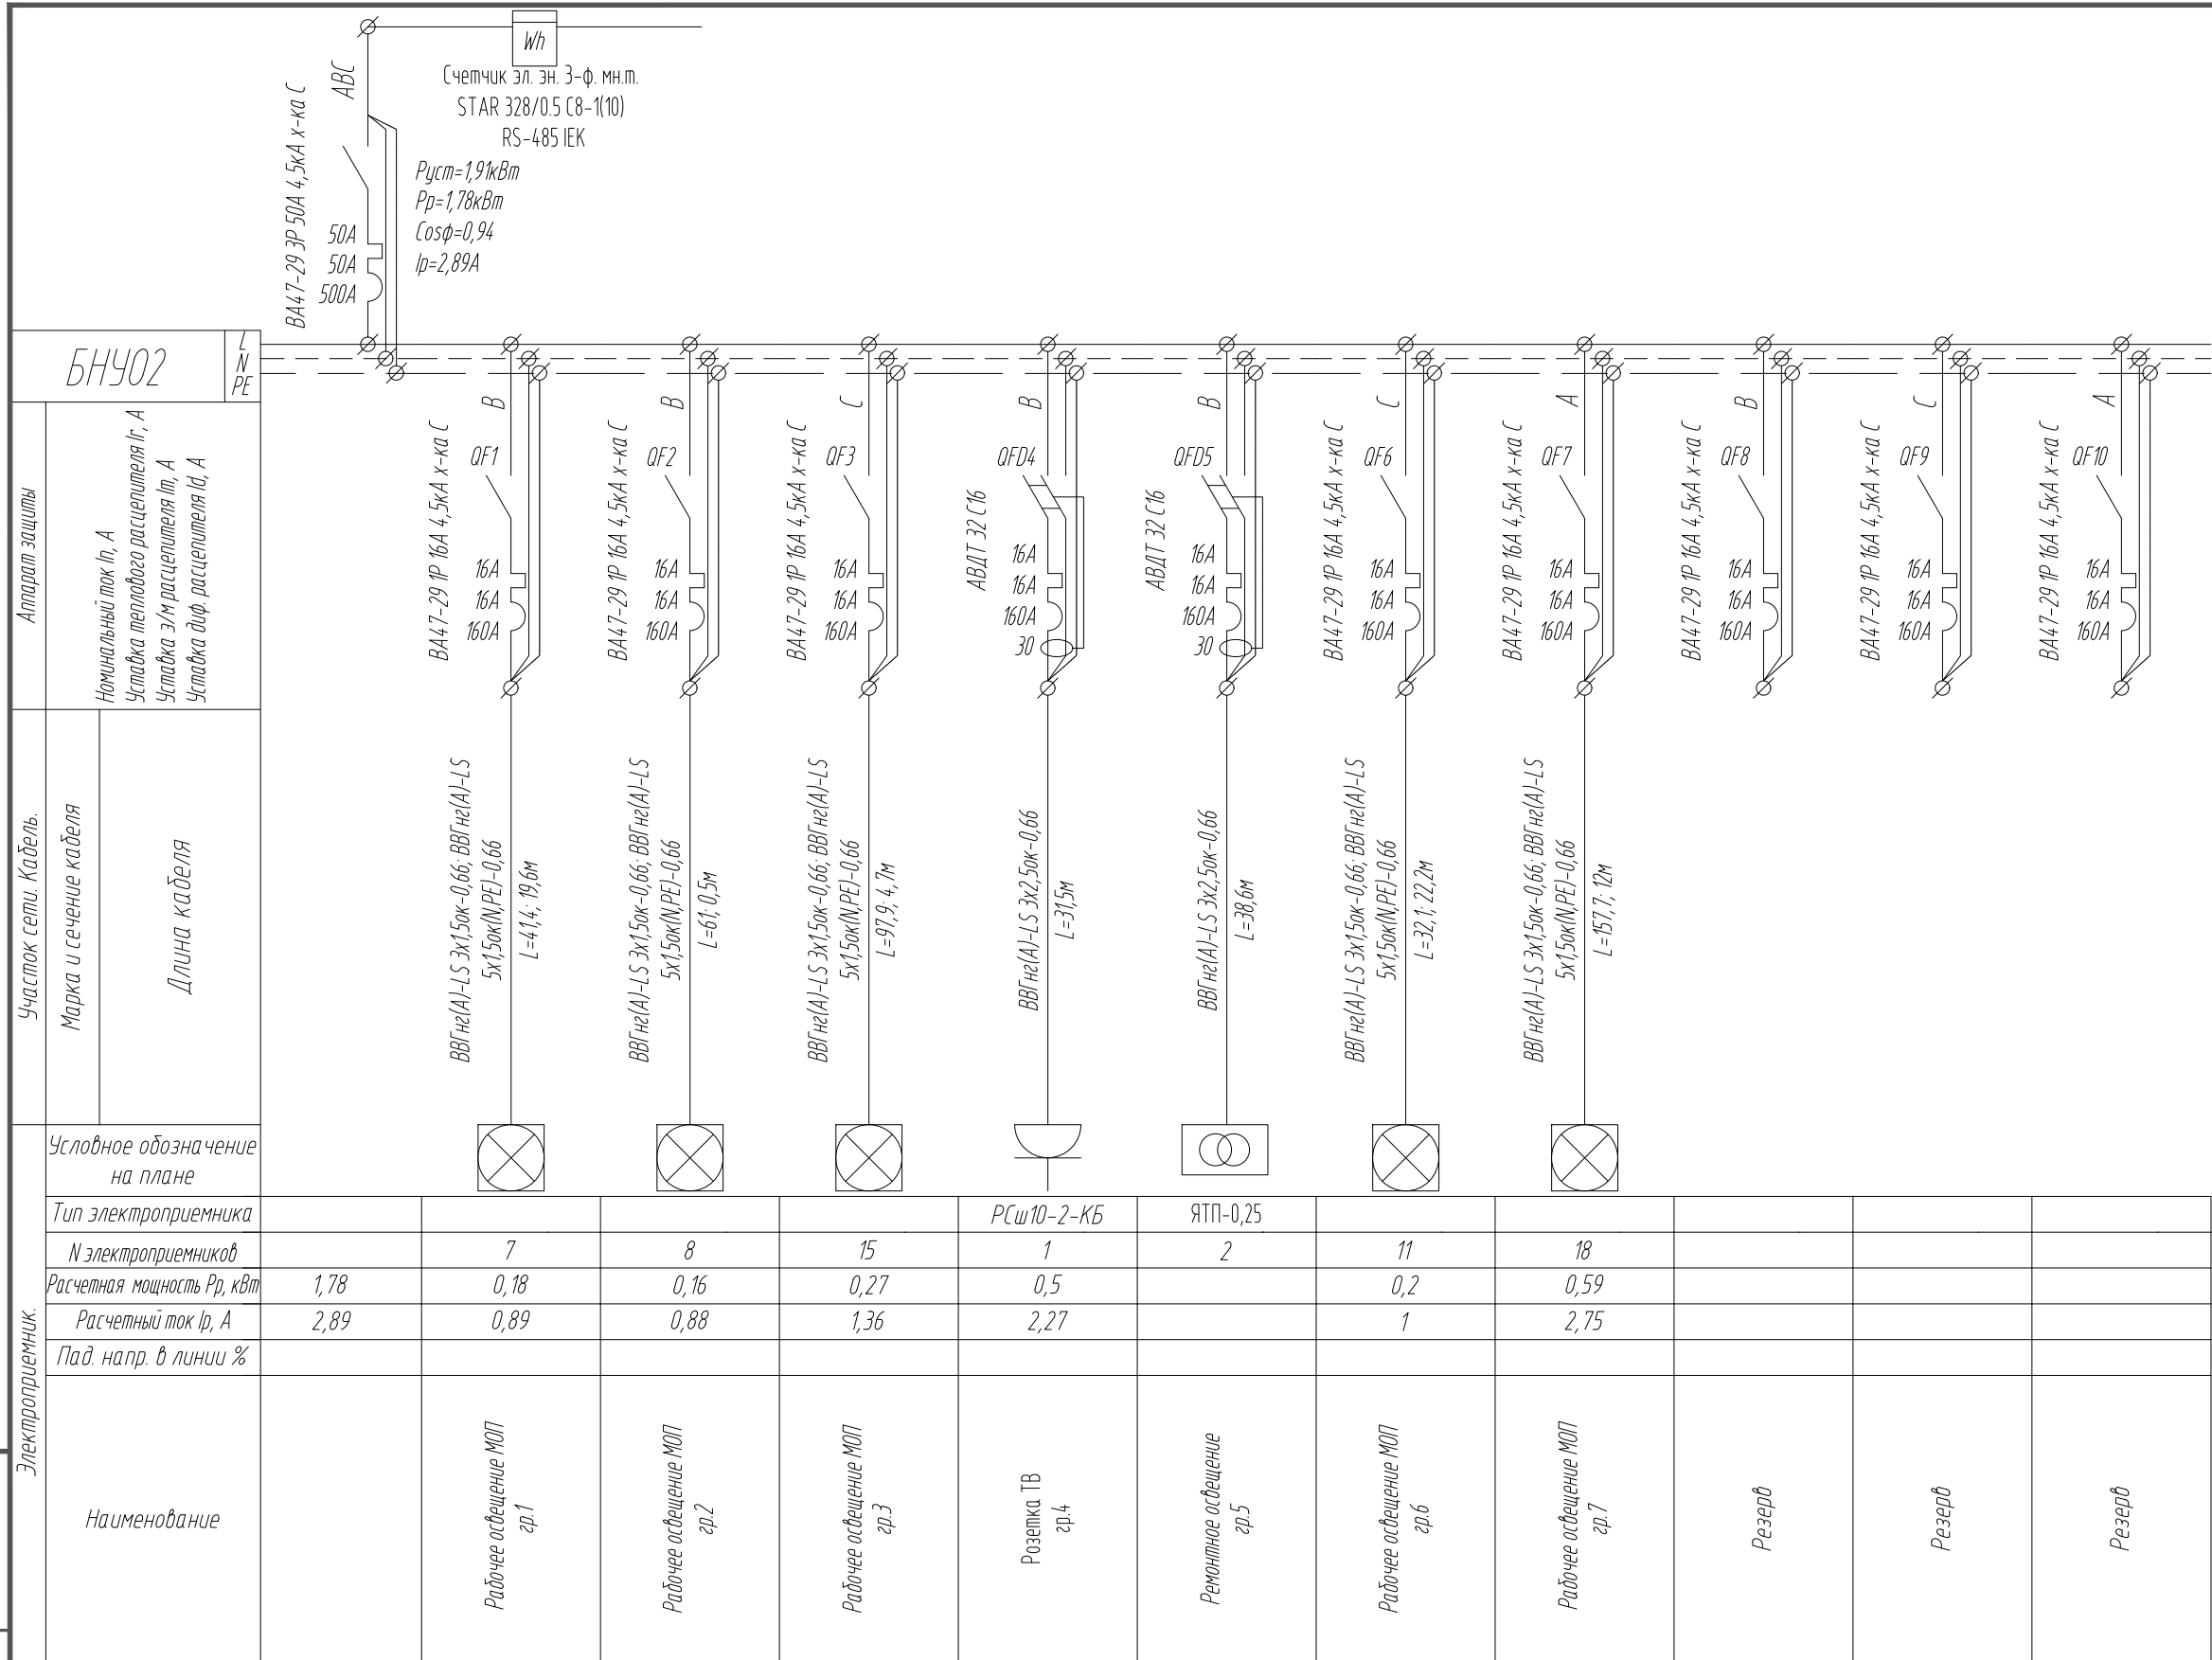 Wh
Счетчик эл. эн. 3-ф. мн.т.
STAR 328/0.5 С8-1(10)
RS-485 IEK
ABC
ВА47-29 3Р 50А 4,5кА х-ка С
Руст=1,91кВт
Рр=1,78кВт
Cosф=0,94
Iр=2,89А
50А
50А
500А
БНУ02
L
N
PE
Аппарат защиты
Номинальный ток In, А
Уставка теплового расцепителя Ir, А
Уставка э/м расцепителя Im, А
Уставка диф. расцепителя Id, А
B
QF1
ВА47-29 1Р 16А 4,5кА х-ка С
16А
16А
160А
B
QF2
ВА47-29 1Р 16А 4,5кА х-ка С
16А
16А
160А
C
QF3
ВА47-29 1Р 16А 4,5кА х-ка С
16А
16А
160А
B
QFD4
АВДТ 32 С16
16А
16А
160А
30
B
QFD5
АВДТ 32 С16
16А
16А
160А
30
C
QF6
ВА47-29 1Р 16А 4,5кА х-ка С
16А
16А
160А
A
QF7
ВА47-29 1Р 16А 4,5кА х-ка С
16А
16А
160А
B
QF8
ВА47-29 1Р 16А 4,5кА х-ка С
16А
16А
160А
C
QF9
ВА47-29 1Р 16А 4,5кА х-ка С
16А
16А
160А
A
QF10
ВА47-29 1Р 16А 4,5кА х-ка С
16А
16А
160А
Участок сети. Кабель.
Марка и сечение кабеля
Длина кабеля
ВВГнг(А)-LS 3х1,5ок-0,66; ВВГнг(А)-LS
5х1,5ок(N,PE)-0,66
L=41,4; 19,6м
ВВГнг(А)-LS 3х1,5ок-0,66; ВВГнг(А)-LS
5х1,5ок(N,PE)-0,66
L=61; 0,5м
ВВГнг(А)-LS 3х1,5ок-0,66; ВВГнг(А)-LS
5х1,5ок(N,PE)-0,66
L=97,9; 4,7м
ВВГнг(А)-LS 3х2,5ок-0,66
L=31,5м
ВВГнг(А)-LS 3х2,5ок-0,66
L=38,6м
ВВГнг(А)-LS 3х1,5ок-0,66; ВВГнг(А)-LS
5х1,5ок(N,PE)-0,66
L=32,1; 22,2м
ВВГнг(А)-LS 3х1,5ок-0,66; ВВГнг(А)-LS
5х1,5ок(N,PE)-0,66
L=157,7; 12м
Электроприемник.
Условное обозначение
на плане
Тип электроприемника РСш10-2-КБ ЯТП-0,25
N электроприемников 7 8 15 1 2 11 18
Расчетная мощность Рр, кВт 1,78 0,18 0,16 0,27 0,5 0,2 0,59
Расчетный ток Iр, А 2,89 0,89 0,88 1,36 2,27 1 2,75
Пад. напр. в линии %
Наименование
Рабочее освещение МОП
гр.1
Рабочее освещение МОП
гр.2
Рабочее освещение МОП
гр.3
Розетка ТВ
гр.4
Ремонтное освещение
гр.5
Рабочее освещение МОП
гр.6
Рабочее освещение МОП
гр.7
Резерв
Резерв
Резерв